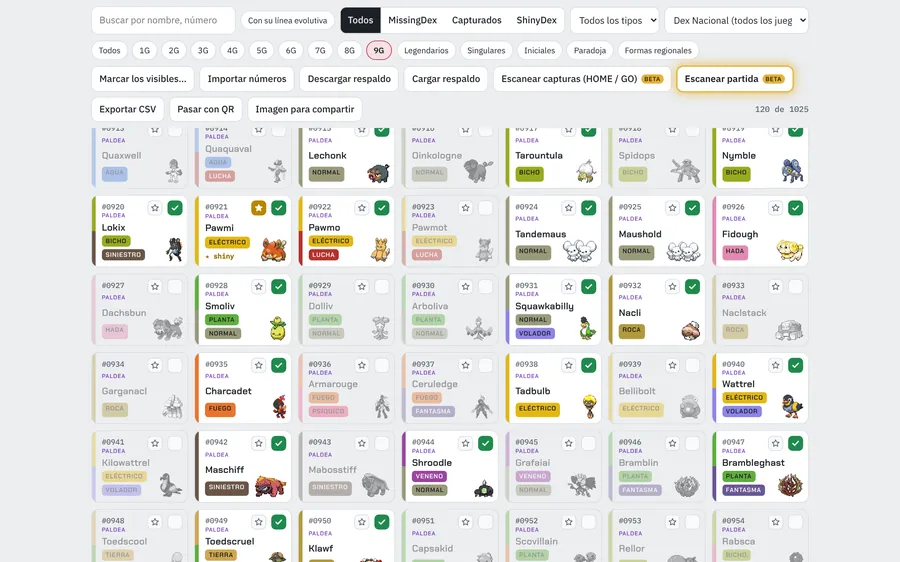 Buscar por nombre, número
Con su línea evolutiva
Todos MissingDex Capturados ShinyDex
Todos los tipos
Dex Nacional (todos los jueg
Todos 1G 2G 3G 4G 5G 6G 7G 8G 9G Legendarios Singulares Iniciales Paradoja Formas regionales
Marcar los visibles... Importar números Descargar respaldo Cargar respaldo Escanear capturas (HOME / GO) BETA Escanear partida BETA
Exportar CSV Pasar con QR Imagen para compartir 120 de 1025
#0913 #0914 #0915 #0916 #0917 #0918 #0919
PALDEA PALDEA PALDEA PALDEA PALDEA PALDEA PALDEA
Quaxwell Quaquaval Lechonk Oinkologne Tarountula Spidops Nymble
AGUA AGUA NORMAL NORMAL BICHO BICHO BICHO
LUCHA
#0920 #0921 #0922 #0923 #0924 #0925 #0926
PALDEA PALDEA PALDEA PALDEA PALDEA PALDEA PALDEA
Lokix Pawmi Pawmo Pawmot Tandemaus Maushold Fidough
BICHO ELÉCTRICO ELÉCTRICO ELÉCTRICO NORMAL NORMAL HADA
SINIESTRO shiny LUCHA LUCHA
#0927 #0928 #0929 #0930 #0931 #0932 #0933
PALDEA PALDEA PALDEA PALDEA PALDEA PALDEA PALDEA
Dachsbun Smoliv Dolliv Arboliva Squawkabilly Nacli Naclstack
HADA PLANTA PLANTA PLANTA NORMAL ROCA ROCA
NORMAL NORMAL NORMAL VOLADOR
#0934 #0935 #0936 #0937 #0938 #0939 #0940
PALDEA PALDEA PALDEA PALDEA PALDEA PALDEA PALDEA
Garganacl Charcadet Armarouge Ceruledge Tadbulb Bellibolt Wattrel
ROCA FUEGO FUEGO FUEGO ELÉCTRICO ELÉCTRICO ELÉCTRICO
PSÍQUICO FANTASMA VOLADOR
#0941 #0942 #0943 #0944 #0945 #0946 #0947
PALDEA PALDEA PALDEA PALDEA PALDEA PALDEA PALDEA
Kilowattrel Maschiff Mabosstiff Shroodle Grafaiai Bramblin Brambleghast
ELÉCTRICO SINIESTRO SINIESTRO VENENO VENENO PLANTA PLANTA
VOLADOR NORMAL NORMAL FANTASMA FANTASMA
#0948 #0949 #0950 #0951 #0952 #0953 #0954
PALDEA PALDEA PALDEA PALDEA PALDEA PALDEA PALDEA
Toedscool Toedscruel Klawf Capsakid Scovillain Rellor Rabsca
TIERRA TIERRA ROCA PLANTA PLANTA BICHO BICHO